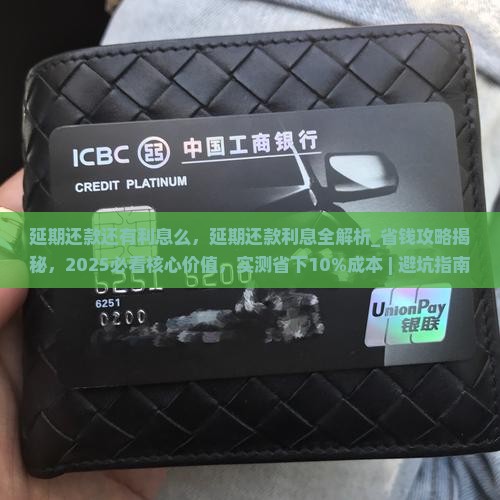 ICBC 中国工商银行
CREDIT PLATINUM
延期还款还有利息么，延期还款利息全解析_省钱攻略揭
秘，2025必看核心价值，实测省下10%成本 | 避坑指南
6251 6200
6251
0200
UnionPay
银联